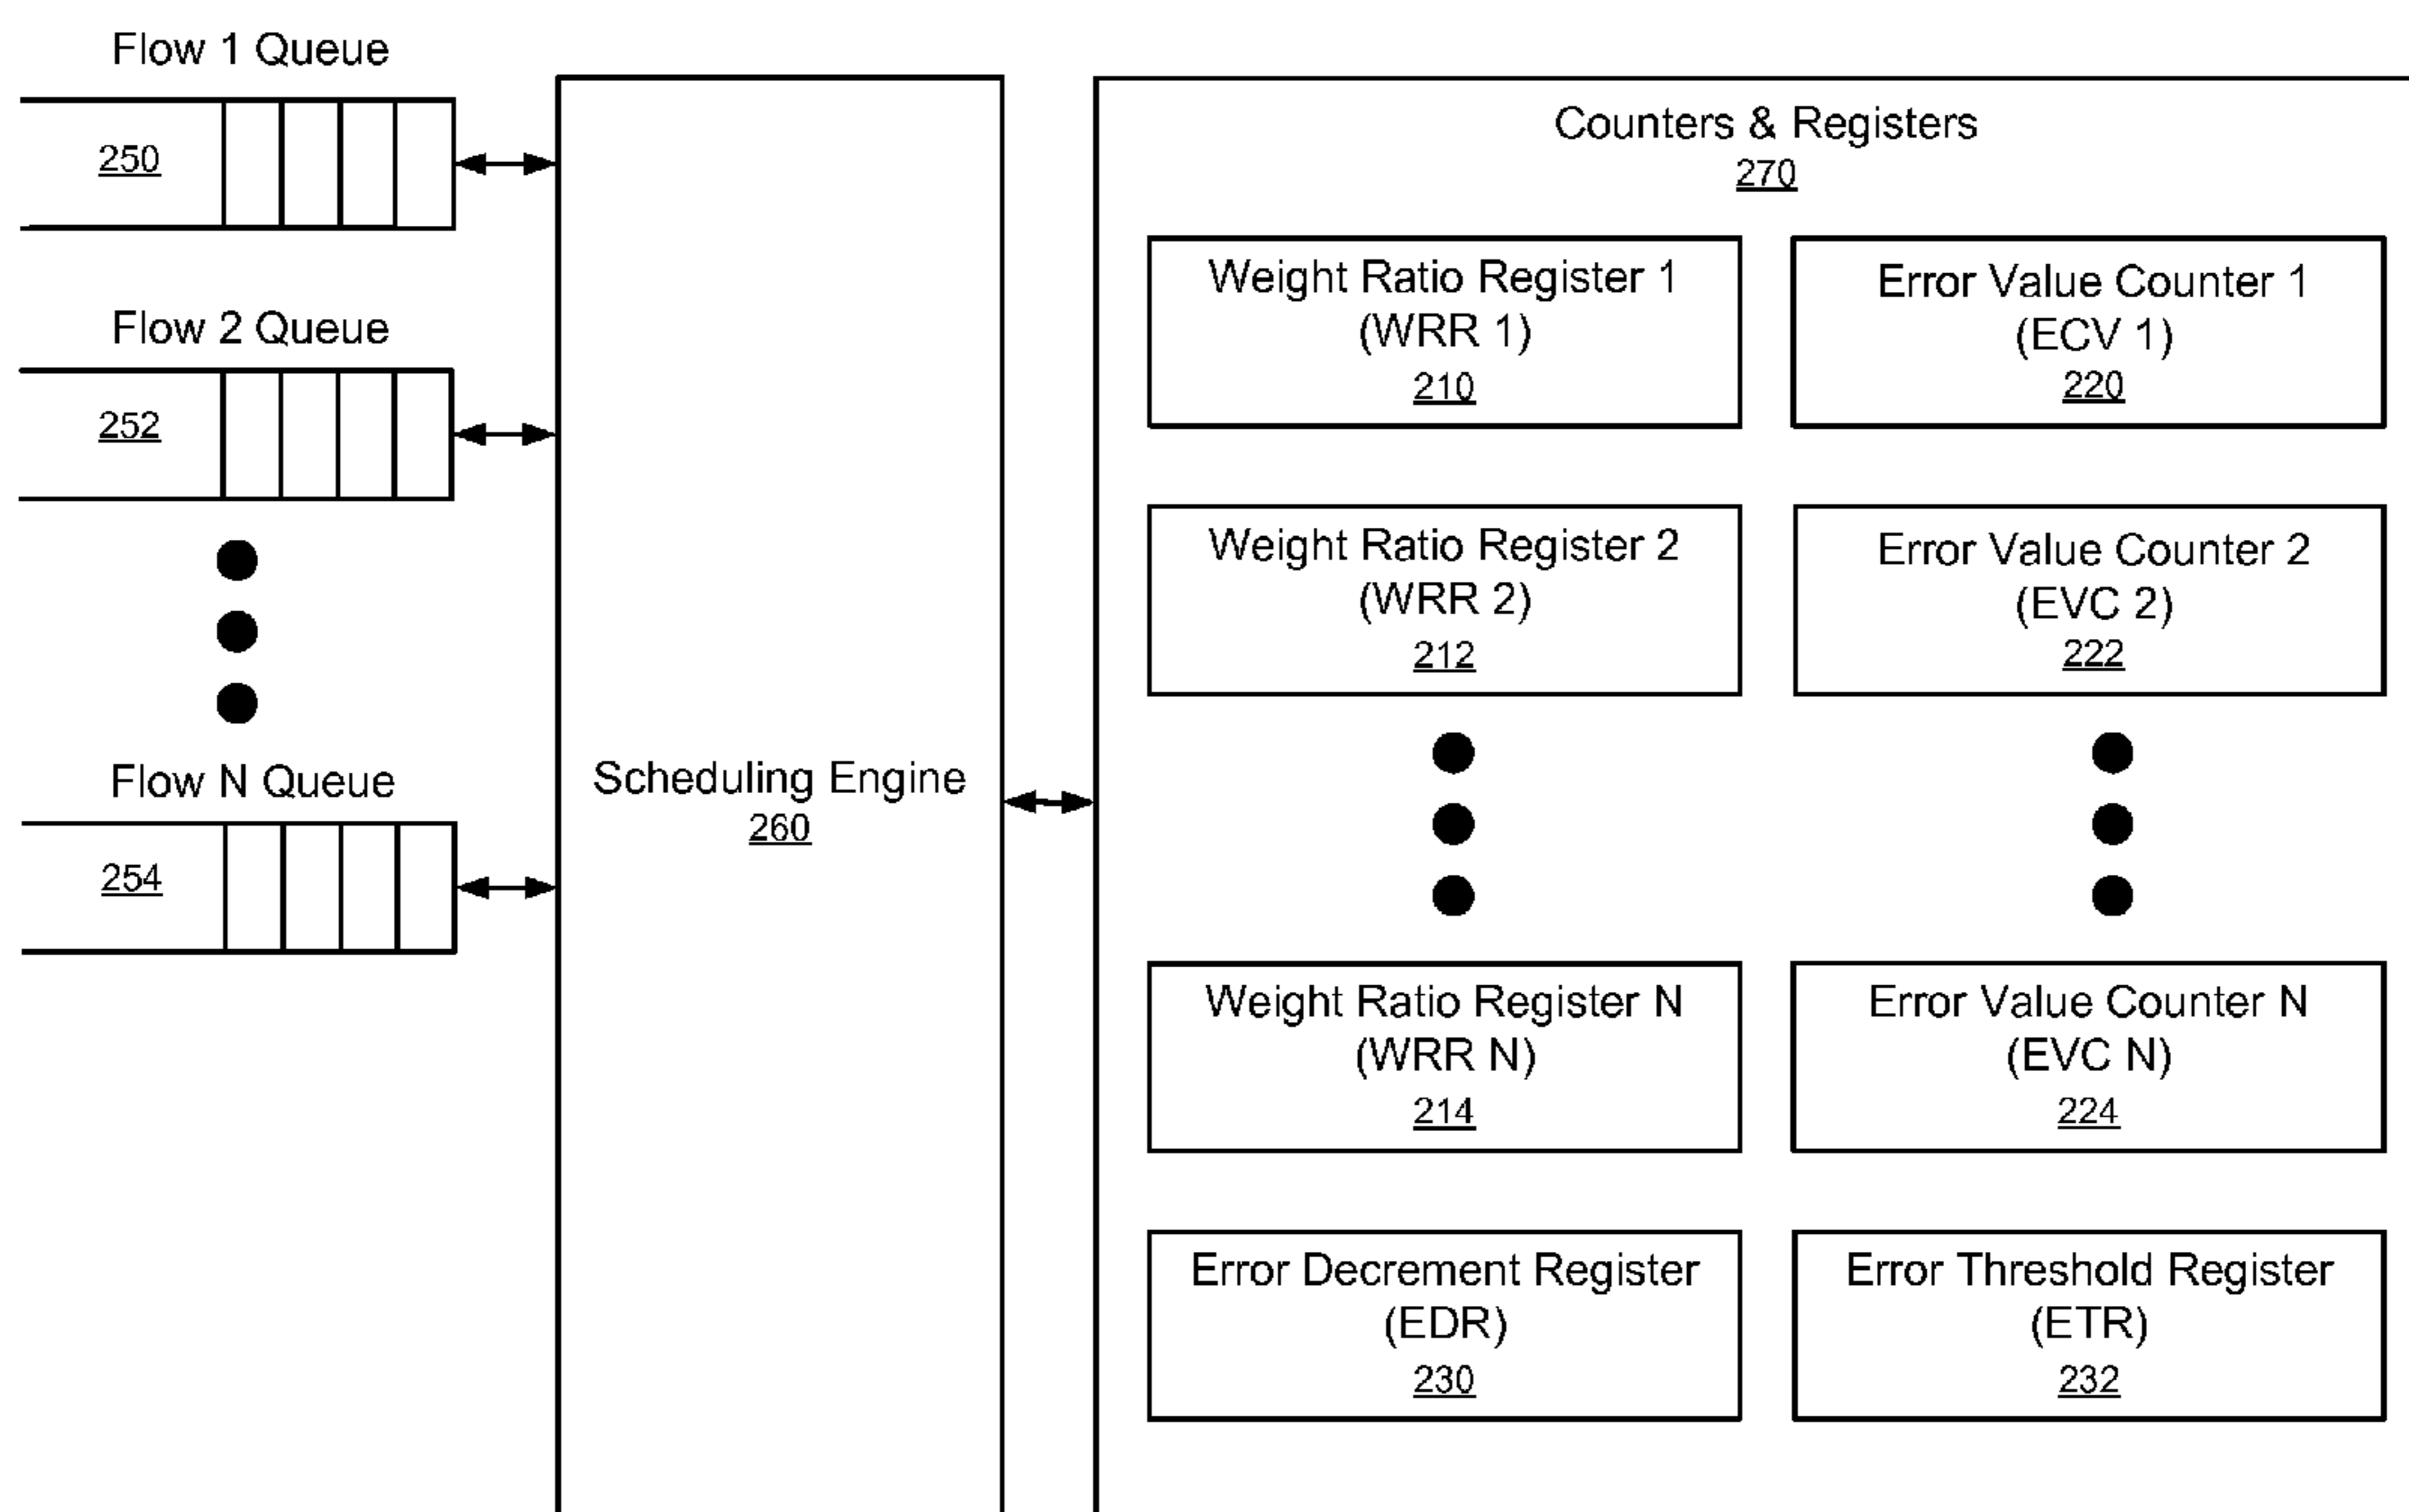 Flow 1 Queue
250
Flow 2 Queue
252
Flow N Queue
254
Scheduling Engine
260
Counters & Registers
270
Weight Ratio Register 1
(WRR 1)
210
Error Value Counter 1
(ECV 1)
220
Weight Ratio Register 2
(WRR 2)
212
Error Value Counter 2
(EVC 2)
222
Weight Ratio Register N
(WRR N)
214
Error Value Counter N
(EVC N)
224
Error Decrement Register
(EDR)
230
Error Threshold Register
(ETR)
232